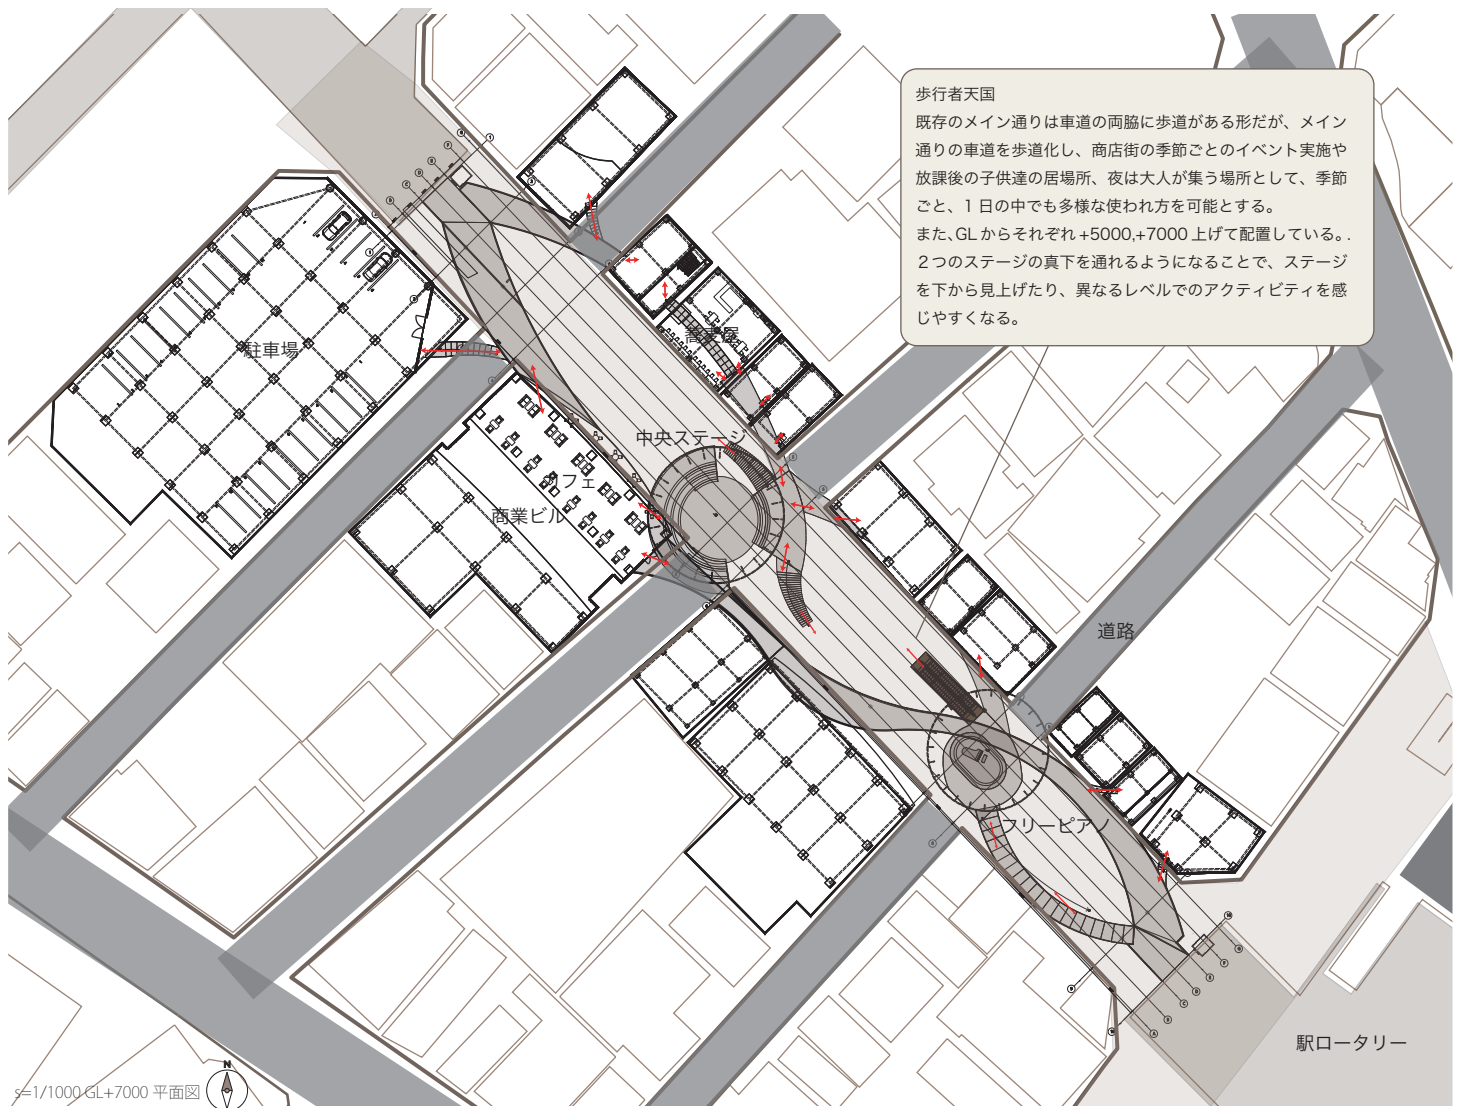 歩行者天国
既存のメイン通りは車道の両脇に歩道がある形だが、メイン
通りの車道を歩道化し、商店街の季節ごとのイベント実施や
放課後の子供達の居場所、夜は大人が集う場所として、季節
ごと、1 日の中でも多様な使われ方を可能とする。
また、GL からそれぞれ +5000,+7000 上げて配置している。.
２つのステージの真下を通れるようになることで、ステージ
を下から見上げたり、異なるレベルでのアクティビティを感
じやすくなる。
駐車場
蕎麦屋
中央ステージ
カフェ
商業ビル
道路
フリーピアノ
駅ロータリー
N
s=1/1000 GL+7000 平面図